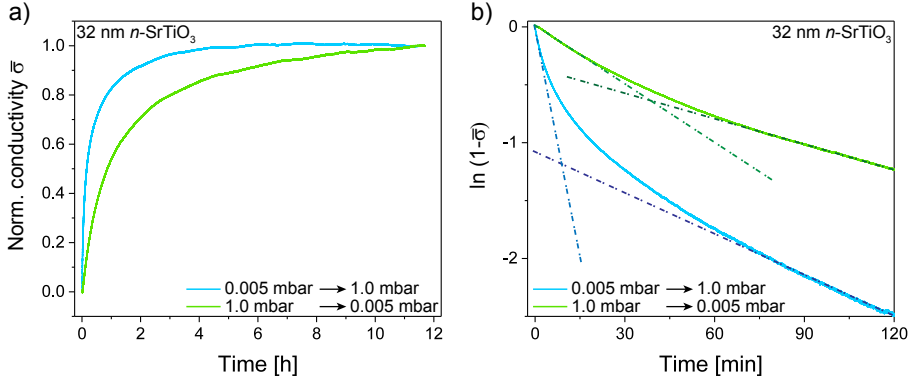 a)
32 nm n-SrTiO3
Norm. conductivity σ̅
1.0
0.8
0.6
0.4
0.2
0.0
0.005 mbar → 1.0 mbar
1.0 mbar → 0.005 mbar
0 2 4 6 8 10 12
Time [h]
b)
32 nm n-SrTiO3
ln (1-σ̅)
-0
-1
-2
0.005 mbar → 1.0 mbar
1.0 mbar → 0.005 mbar
0 30 60 90 120
Time [min]